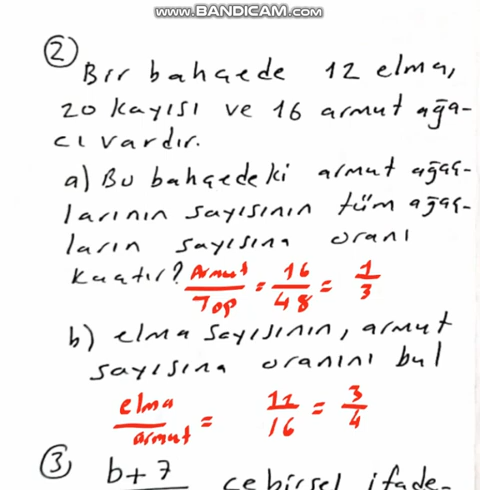 www.BANDICAM.com
2
Bir bahçede 12 elma,
20 kayısı ve 16 armut ağa-
cı vardır.
a) Bu bahçedeki armut ağaç-
larının sayısının tüm ağaç-
ların sayısına oranı
kaçtır? Armut/Top = 16/48 = 1/3
b) elma sayısının, armut
sayısına oranını bul
elma/armut = 12/16 = 3/4
3) b+7 cebirsel ifade-